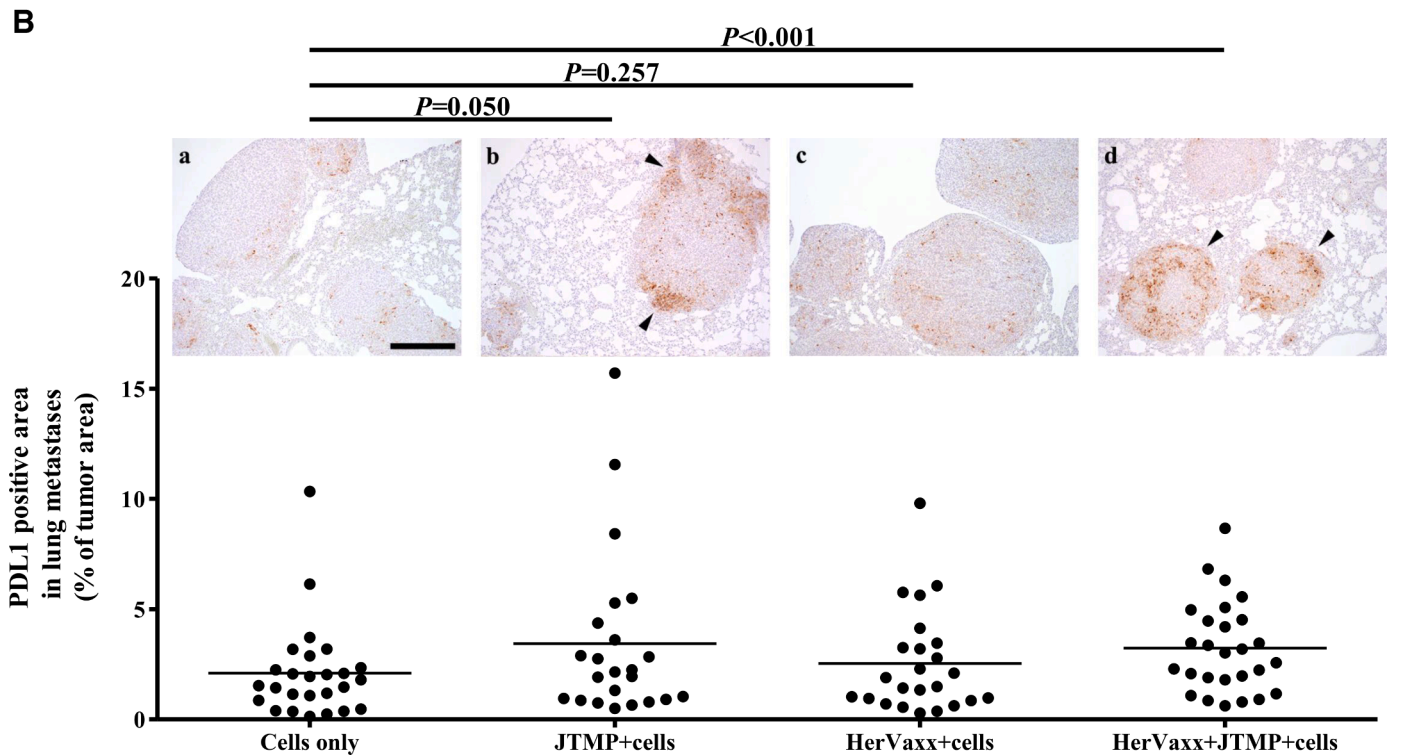 B
P<0.001
P=0.257
P=0.050
a
b
c
d
20
15
10
5
0
PDL1 positive area
in lung metastases
(% of tumor area)
Cells only
JTMP+cells
HerVaxx+cells
HerVaxx+JTMP+cells